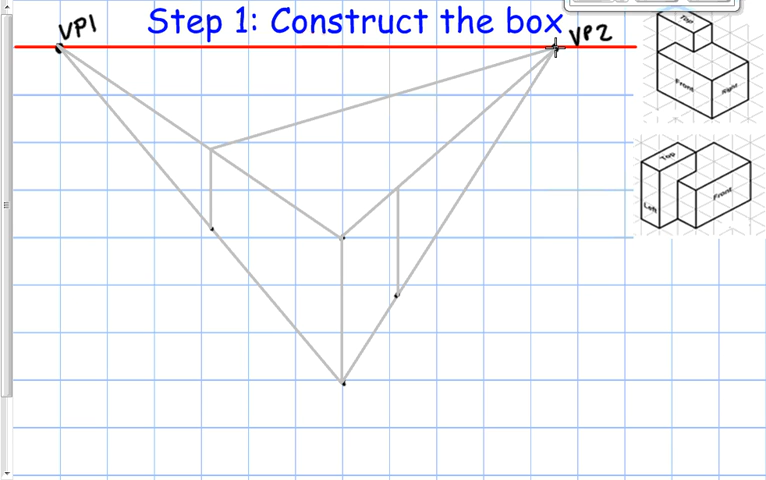 Step 1: Construct the box
VP1
VP2
Top
Front
Right
Top
Left
Front